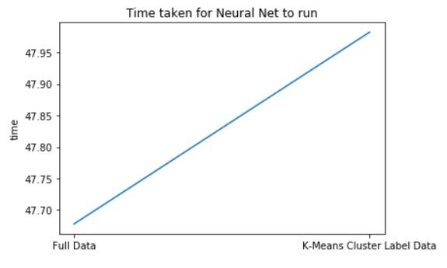 Time taken for Neural Net to run
47.95
47.90
47.85
47.80
47.75
47.70
time
Full Data
K-Means Cluster Label Data